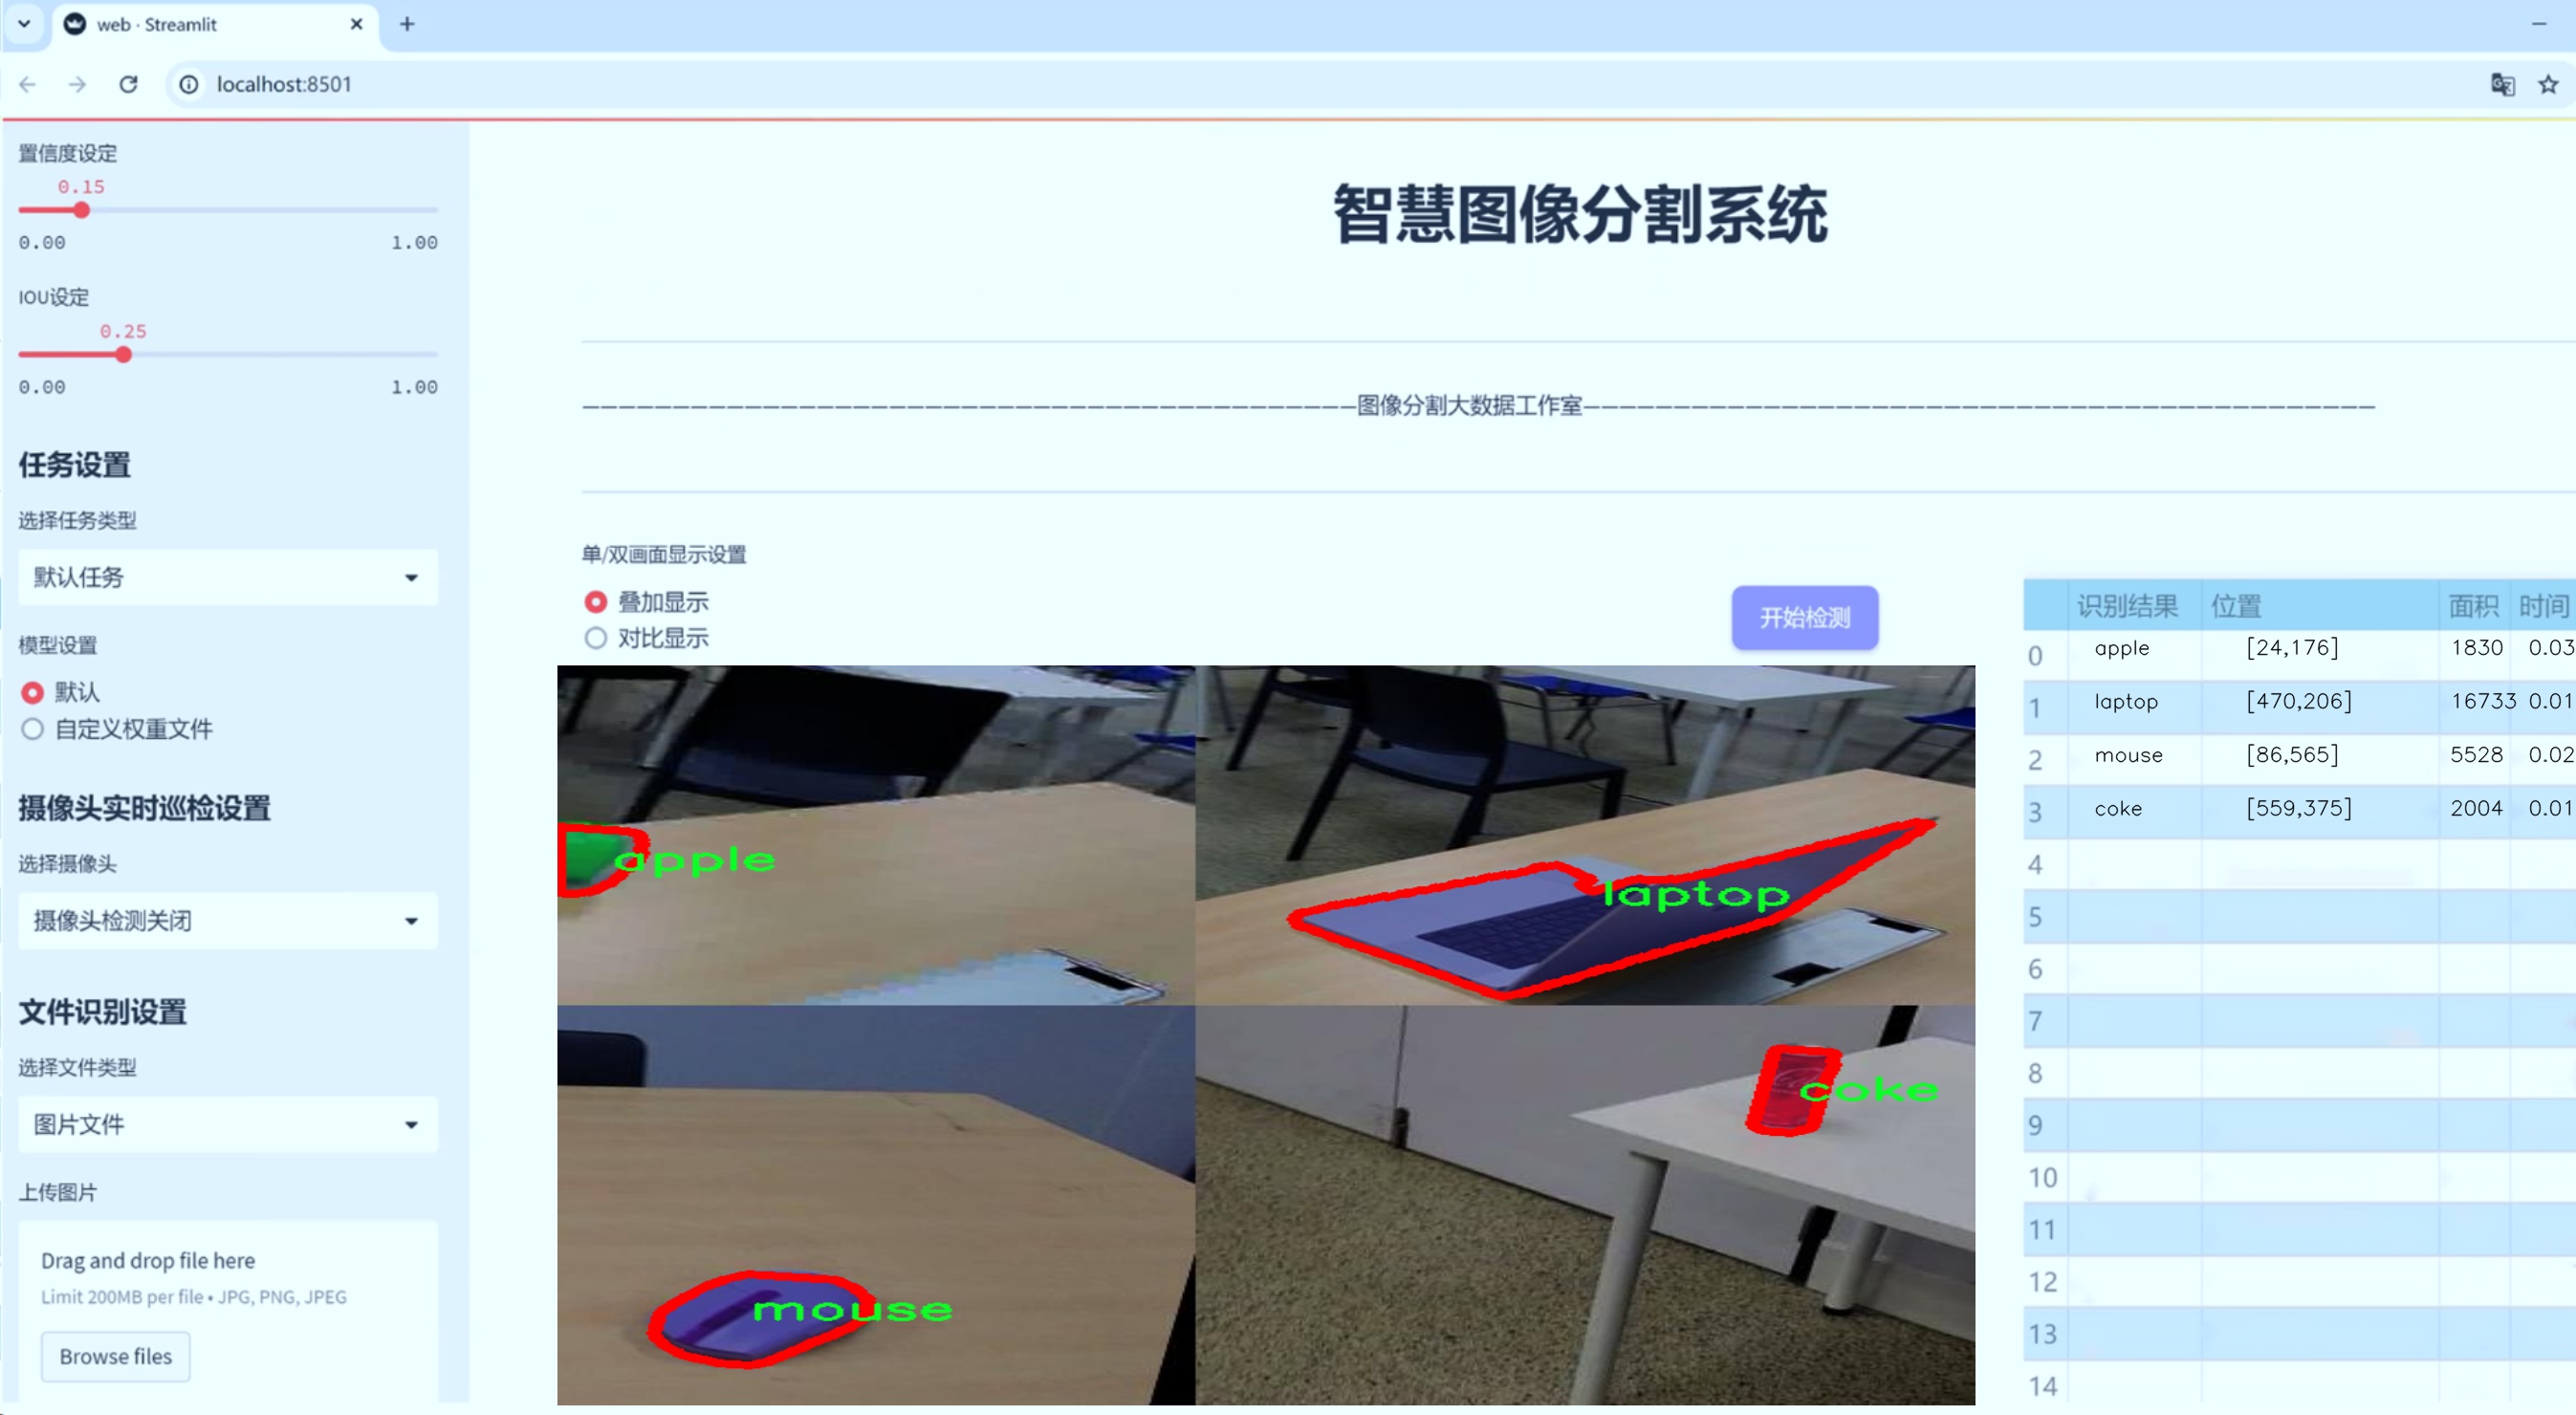 web · Streamlit
localhost:8501
置信度设定
0.15
0.00 1.00
IOU设定
0.25
0.00 1.00
任务设置
选择任务类型
默认任务
模型设置
默认
自定义权重文件
摄像头实时巡检设置
选择摄像头
摄像头检测关闭
文件识别设置
选择文件类型
图片文件
上传图片
Drag and drop file here
Limit 200MB per file • JPG, PNG, JPEG
Browse files
智慧图像分割系统
———————————————————————————————————————————图像分割大数据工作室————————————————————————————————————————————
单/双画面显示设置
叠加显示
对比显示
开始检测
apple
laptop
mouse
coke
识别结果 位置 面积 时间
0 apple [24,176] 1830 0.03
1 laptop [470,206] 16733 0.01
2 mouse [86,565] 5528 0.02
3 coke [559,375] 2004 0.01
4
5
6
7
8
9
10
11
12
13
14